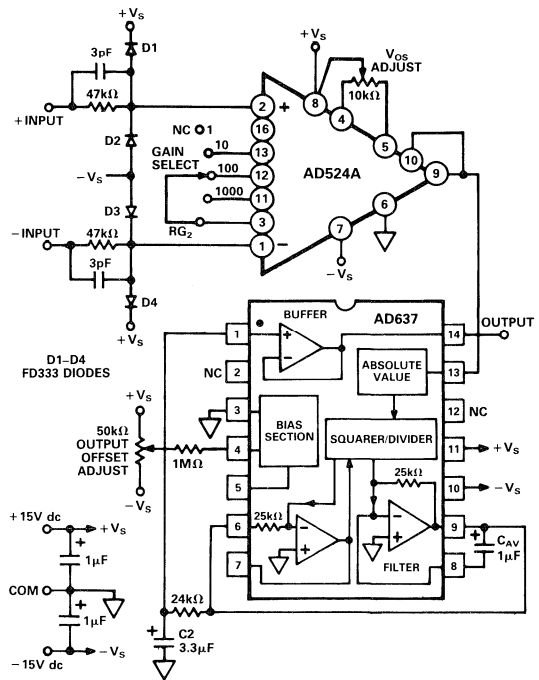 +VS
D1
3pF
47kΩ
+INPUT
D2
−VS
D3
−INPUT
47kΩ
3pF
D4
+VS
D1–D4
FD333 DIODES
+VS
VOS
ADJUST
10kΩ
2
+
8
4
5
10
9
16
13
12
11
3
1
−
7
6
NC
1
10
GAIN
SELECT
100
1000
RG2
AD524A
−VS
BUFFER
AD637
1
+
−
14
OUTPUT
NC
2
ABSOLUTE
VALUE
13
3
BIAS
SECTION
12
NC
+VS
50kΩ
OUTPUT
OFFSET
ADJUST
−VS
1MΩ
4
SQUARER/DIVIDER
11
+VS
5
25kΩ
10
−VS
6
25kΩ
−
+
−
+
9
+
CAV
1μF
7
FILTER
8
+15V dc
+VS
+
1μF
COM
+
1μF
−15V dc
−VS
24kΩ
+
C2
3.3μF